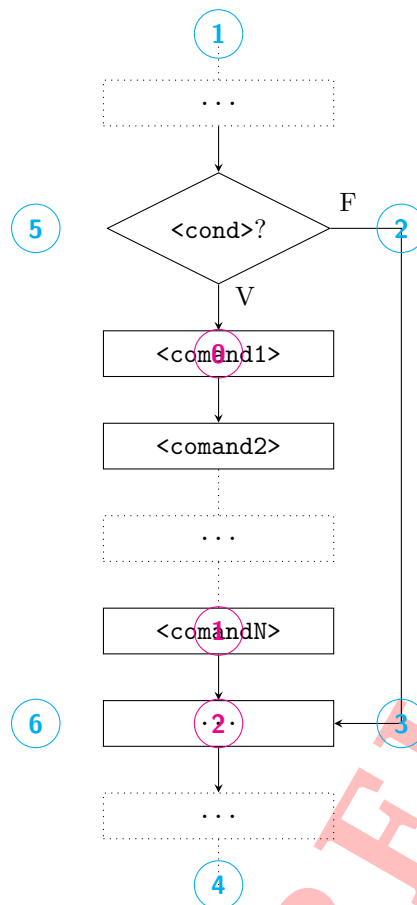 1
...
F
5
<cond>?
2
V
<comand1>
0
<comand2>
...
<comandN>
1
6
...
2
3
...
4